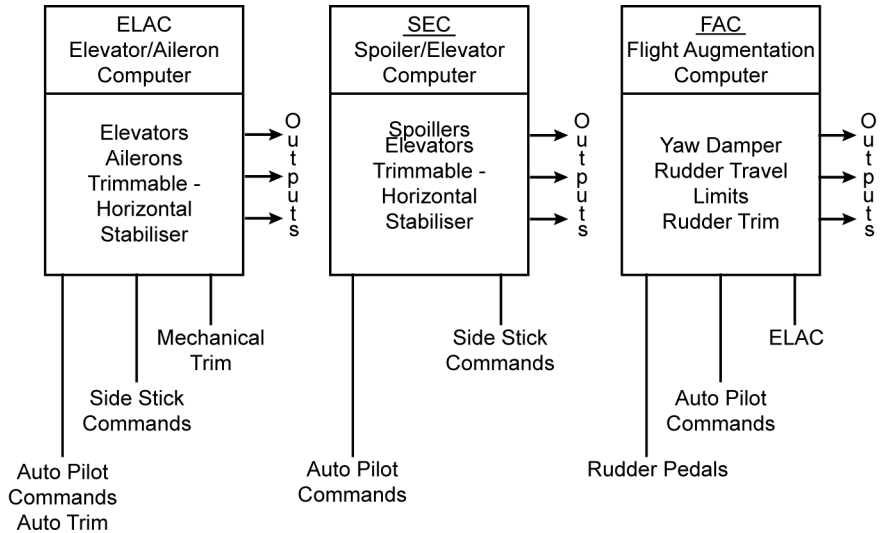 ELAC
Elevator/Aileron
Computer
Elevators
Ailerons
Trimmable -
Horizontal
Stabiliser
Outputs
Mechanical
Trim
Side Stick
Commands
Auto Pilot
Commands
Auto Trim
SEC
Spoiler/Elevator
Computer
Spoillers
Elevators
Trimmable -
Horizontal
Stabiliser
Outputs
Side Stick
Commands
Auto Pilot
Commands
FAC
Flight Augmentation
Computer
Yaw Damper
Rudder Travel
Limits
Rudder Trim
Outputs
ELAC
Auto Pilot
Commands
Rudder Pedals